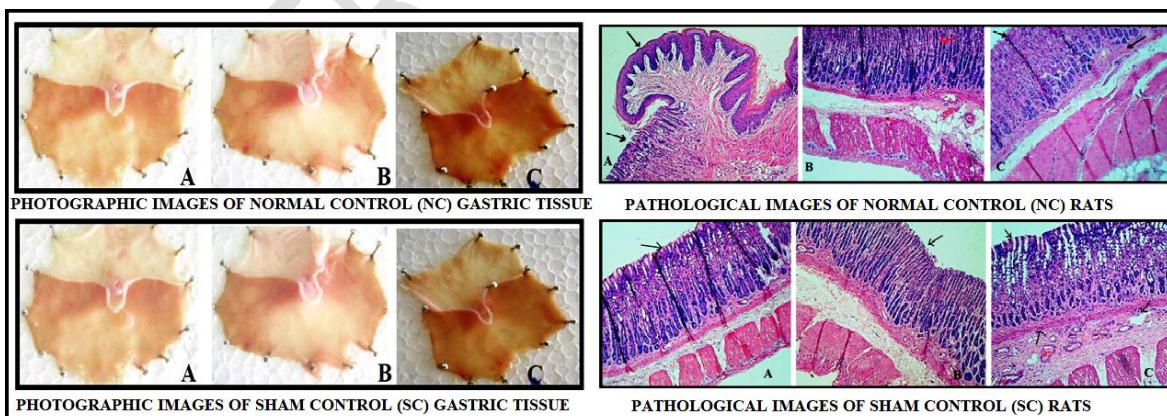 A B C
PHOTOGRAPHIC IMAGES OF NORMAL CONTROL (NC) GASTRIC TISSUE
A B C
PATHOLOGICAL IMAGES OF NORMAL CONTROL (NC) RATS
A B C
PHOTOGRAPHIC IMAGES OF SHAM CONTROL (SC) GASTRIC TISSUE
A B C
PATHOLOGICAL IMAGES OF SHAM CONTROL (SC) RATS